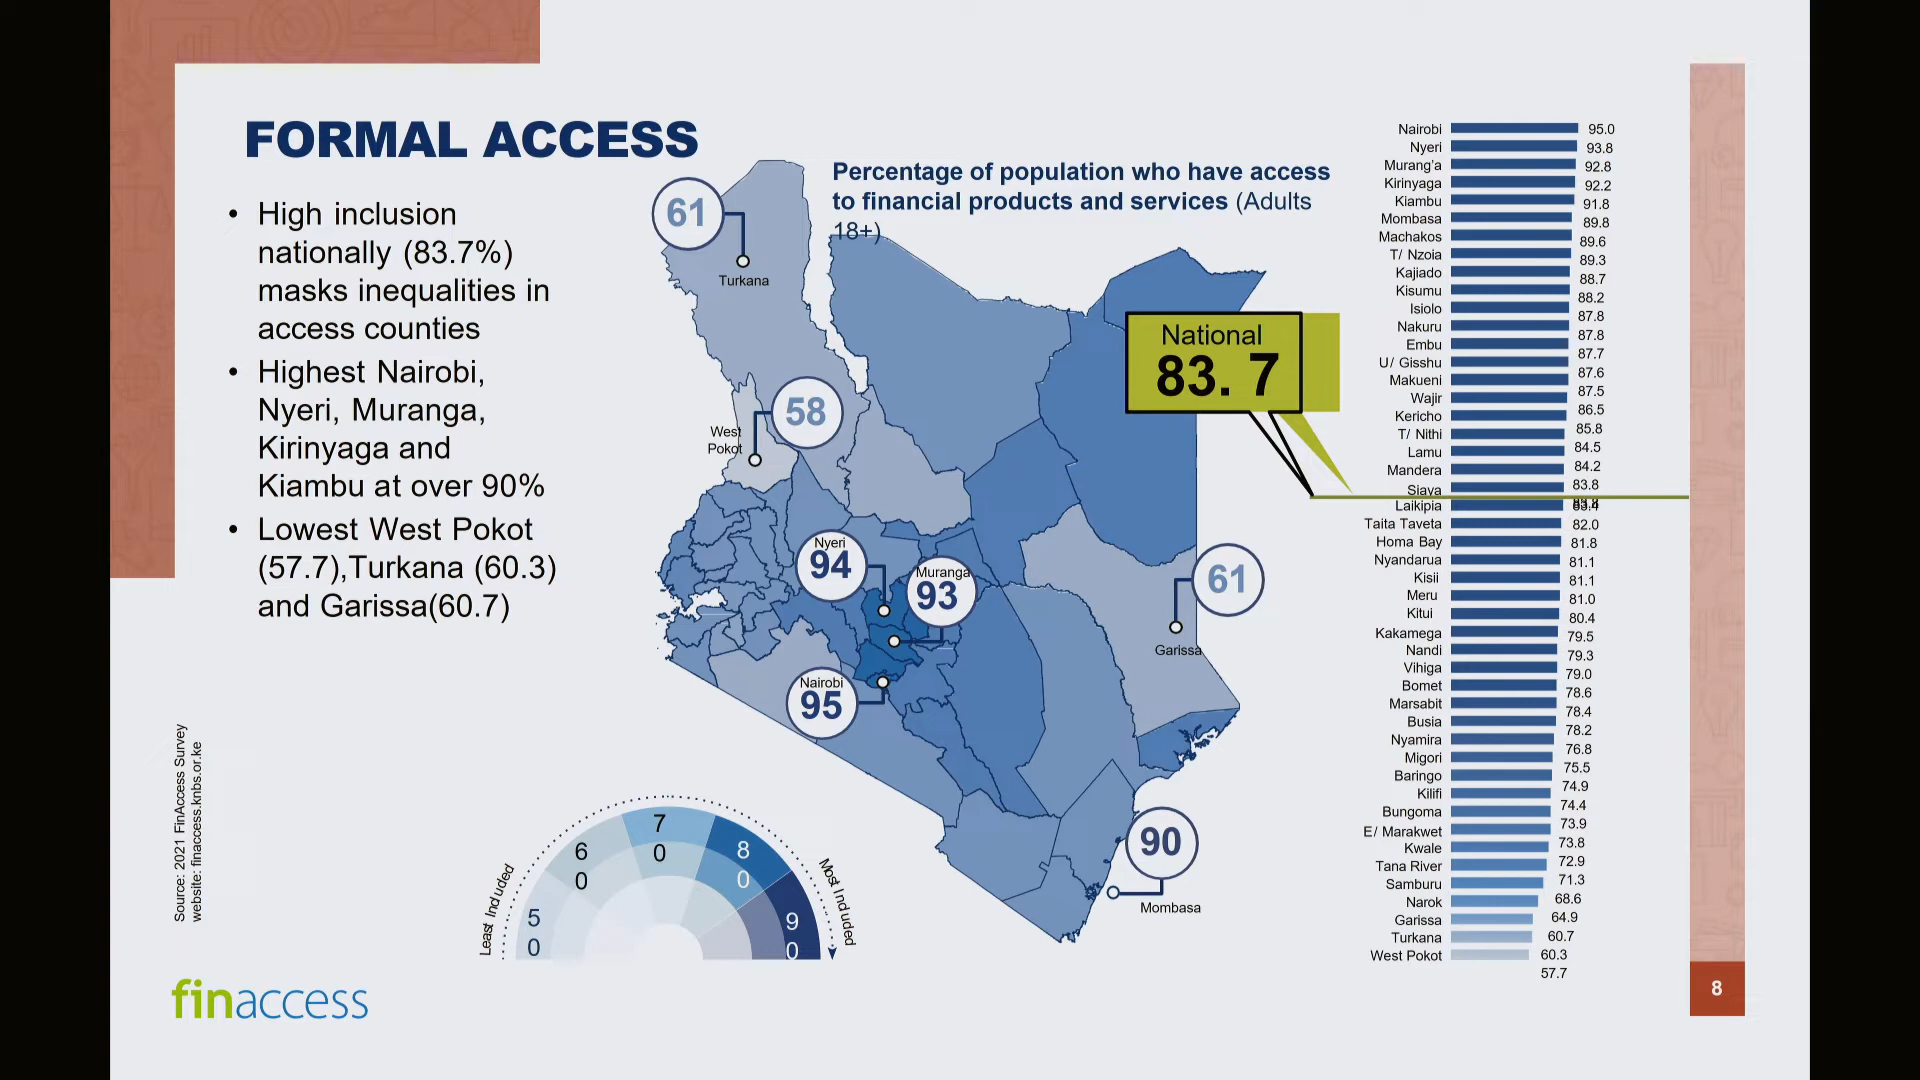 FORMAL ACCESS
• High inclusion
nationally (83.7%)
masks inequalities in
access counties
• Highest Nairobi,
Nyeri, Muranga,
Kirinyaga and
Kiambu at over 90%
• Lowest West Pokot
(57.7),Turkana (60.3)
and Garissa(60.7)
Percentage of population who have access
to financial products and services (Adults
18+)
61
Turkana
58
West
Pokot
National
83. 7
Nyeri
94
Muranga
93
61
Garissa
Nairobi
95
90
Mombasa
Least Included
5
0
6
0
7
0
8
0
9
0
Most Included
Source: 2021 FinAccess Survey
website: finaccess.knbs.or.ke
finaccess
Nairobi 95.0
Nyeri 93.8
Murang'a 92.8
Kirinyaga 92.2
Kiambu 91.8
Mombasa 89.8
Machakos 89.6
T/ Nzoia 89.3
Kajiado 88.7
Kisumu 88.2
Isiolo 87.8
Nakuru 87.8
Embu 87.7
U/ Gisshu 87.6
Makueni 87.5
Wajir 86.5
Kericho 85.8
T/ Nithi 84.5
Lamu 84.2
Mandera 83.8
Siaya
Laikipia 83.4
Taita Taveta 82.0
Homa Bay 81.8
Nyandarua 81.1
Kisii 81.1
Meru 81.0
Kitui 80.4
Kakamega 79.5
Nandi 79.3
Vihiga 79.0
Bomet 78.6
Marsabit 78.4
Busia 78.2
Nyamira 76.8
Migori 75.5
Baringo 74.9
Kilifi 74.4
Bungoma 73.9
E/ Marakwet 73.8
Kwale 72.9
Tana River 71.3
Samburu 68.6
Narok 64.9
Garissa 60.7
Turkana 60.3
West Pokot 57.7
8